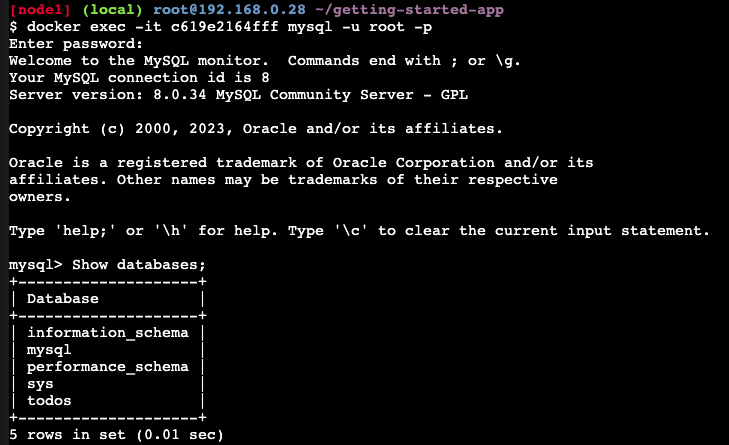 [node1] (local) root@192.168.0.28 ~/getting-started-app
$ docker exec -it c619e2164fff mysql -u root -p
Enter password:
Welcome to the MySQL monitor.  Commands end with ; or \g.
Your MySQL connection id is 8
Server version: 8.0.34 MySQL Community Server - GPL

Copyright (c) 2000, 2023, Oracle and/or its affiliates.

Oracle is a registered trademark of Oracle Corporation and/or its
affiliates. Other names may be trademarks of their respective
owners.

Type 'help;' or '\h' for help. Type '\c' to clear the current input statement.

mysql> Show databases;
+--------------------+
| Database           |
+--------------------+
| information_schema |
| mysql              |
| performance_schema |
| sys                |
| todos              |
+--------------------+
5 rows in set (0.01 sec)